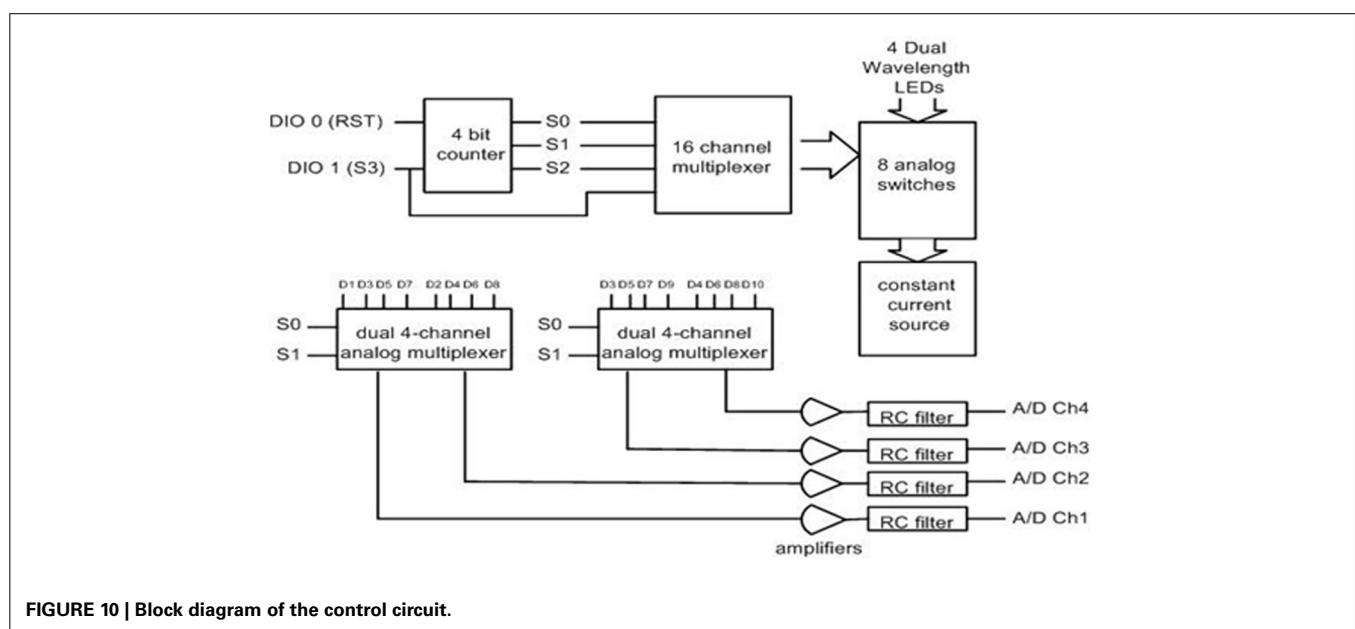 4 Dual
Wavelength
LEDs
DIO 0 (RST)
DIO 1 (S3)
4 bit
counter
S0
S1
S2
16 channel
multiplexer
8 analog
switches
constant
current
source
D1 D3 D5 D7 D2 D4 D6 D8
S0
S1
dual 4-channel
analog multiplexer
D3 D5 D7 D9 D4 D6 D8 D10
S0
S1
dual 4-channel
analog multiplexer
RC filter
A/D Ch4
RC filter
A/D Ch3
RC filter
A/D Ch2
RC filter
A/D Ch1
amplifiers
FIGURE 10 | Block diagram of the control circuit.